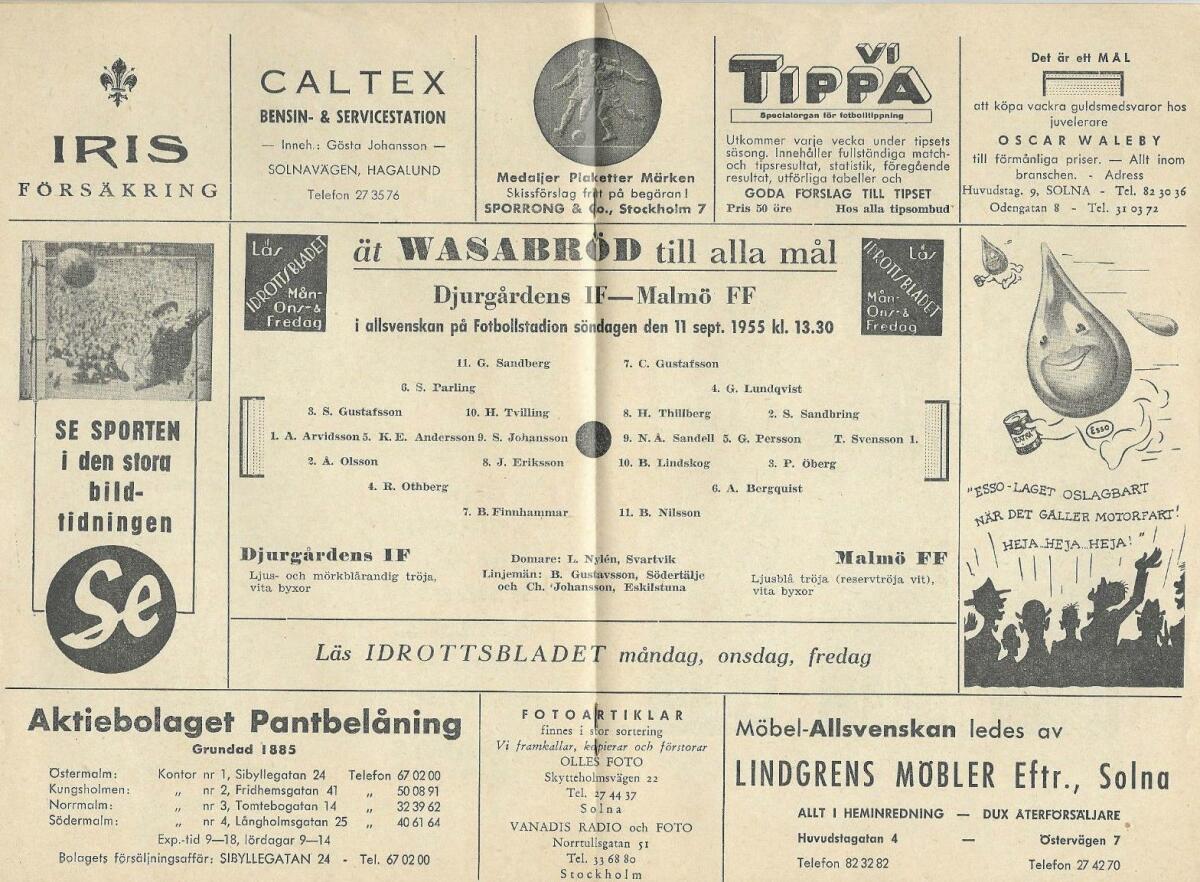 IRIS
FÖRSÄKRING
CALTEX
BENSIN- & SERVICESTATION
— Inneh.: Gösta Johansson —
SOLNAVÄGEN, HAGALUND
Telefon 27 35 76
Medaljer Plaketter Märken
Skissförslag fritt på begäran!
SPORRONG & Co., Stockholm 7
VI
TIPPA
Specialorgan för fotbolltippning
Utkommer varje vecka under tipsets
säsong. Innehåller fullständiga match-
och tipsresultat, statistik, föregående
resultat, utförliga tabeller och
GODA FÖRSLAG TILL TIPSET
Pris 50 öre Hos alla tipsombud
Det är ett MÅL
att köpa vackra guldsmedsvaror hos
juvelerare
OSCAR WALEBY
till förmånliga priser. — Allt inom
branschen. - Adress
Huvudstag. 9, SOLNA - Tel. 82 30 36
Odengatan 8 - Tel. 31 03 72
Läs
IDROTTSBLADET
Mån-
Ons- &
Fredag
ät WASABRÖD till alla mål
Läs
IDROTTSBLADET
Mån-
Ons- &
Fredag
Djurgårdens IF—Malmö FF
i allsvenskan på Fotbollstadion söndagen den 11 sept. 1955 kl. 13.30
11. G. Sandberg 7. C. Gustafsson
6. S. Parling 4. G. Lundqvist
3. S. Gustafsson 10. H. Tvilling 8. H. Thillberg 2. S. Sandbring
1. A. Arvidsson 5. K.E. Andersson 9. S. Johansson 9. N.Å. Sandell 5. G. Persson T. Svensson 1.
2. Å. Olsson 8. J. Eriksson 10. B. Lindskog 3. P. Öberg
4. R. Othberg 6. A. Bergquist
7. B. Finnhammar 11. B. Nilsson
Djurgårdens IF
Ljus- och mörkblårandig tröja,
vita byxor
Domare: L. Nylén, Svartvik
Linjemän: B. Gustavsson, Södertälje
och Ch. Johansson, Eskilstuna
Malmö FF
Ljusblå tröja (reservtröja vit),
vita byxor
Läs IDROTTSBLADET måndag, onsdag, fredag
SE SPORTEN
i den stora
bild-
tidningen
Se
EXTRA
Esso
"ESSO-LAGET OSLAGBART
NÄR DET GÄLLER MOTORFART!
HEJA...HEJA...HEJA!"
Aktiebolaget Pantbelåning
Grundad 1885
Östermalm: Kontor nr 1, Sibyllegatan 24 Telefon 67 02 00
Kungsholmen: „ nr 2, Fridhemsgatan 41 „ 50 08 91
Norrmalm: „ nr 3, Tomtebogatan 14 „ 32 39 62
Södermalm: „ nr 4, Långholmsgatan 25 „ 40 61 64
Exp.-tid 9—18, lördagar 9—14
Bolagets försäljningsaffär: SIBYLLEGATAN 24 - Tel. 67 02 00
FOTOARTIKLAR
finnes i stor sortering
Vi framkallar, kopierar och förstorar
OLLES FOTO
Skytteholmsvägen 22
Tel. 27 44 37
Solna
VANADIS RADIO och FOTO
Norrtullsgatan 51
Tel. 33 68 80
Stockholm
Möbel-Allsvenskan ledes av
LINDGRENS MÖBLER Eftr., Solna
ALLT I HEMINREDNING — DUX ÅTERFÖRSÄLJARE
Huvudstagatan 4 — Östervägen 7
Telefon 82 32 82 Telefon 27 42 70